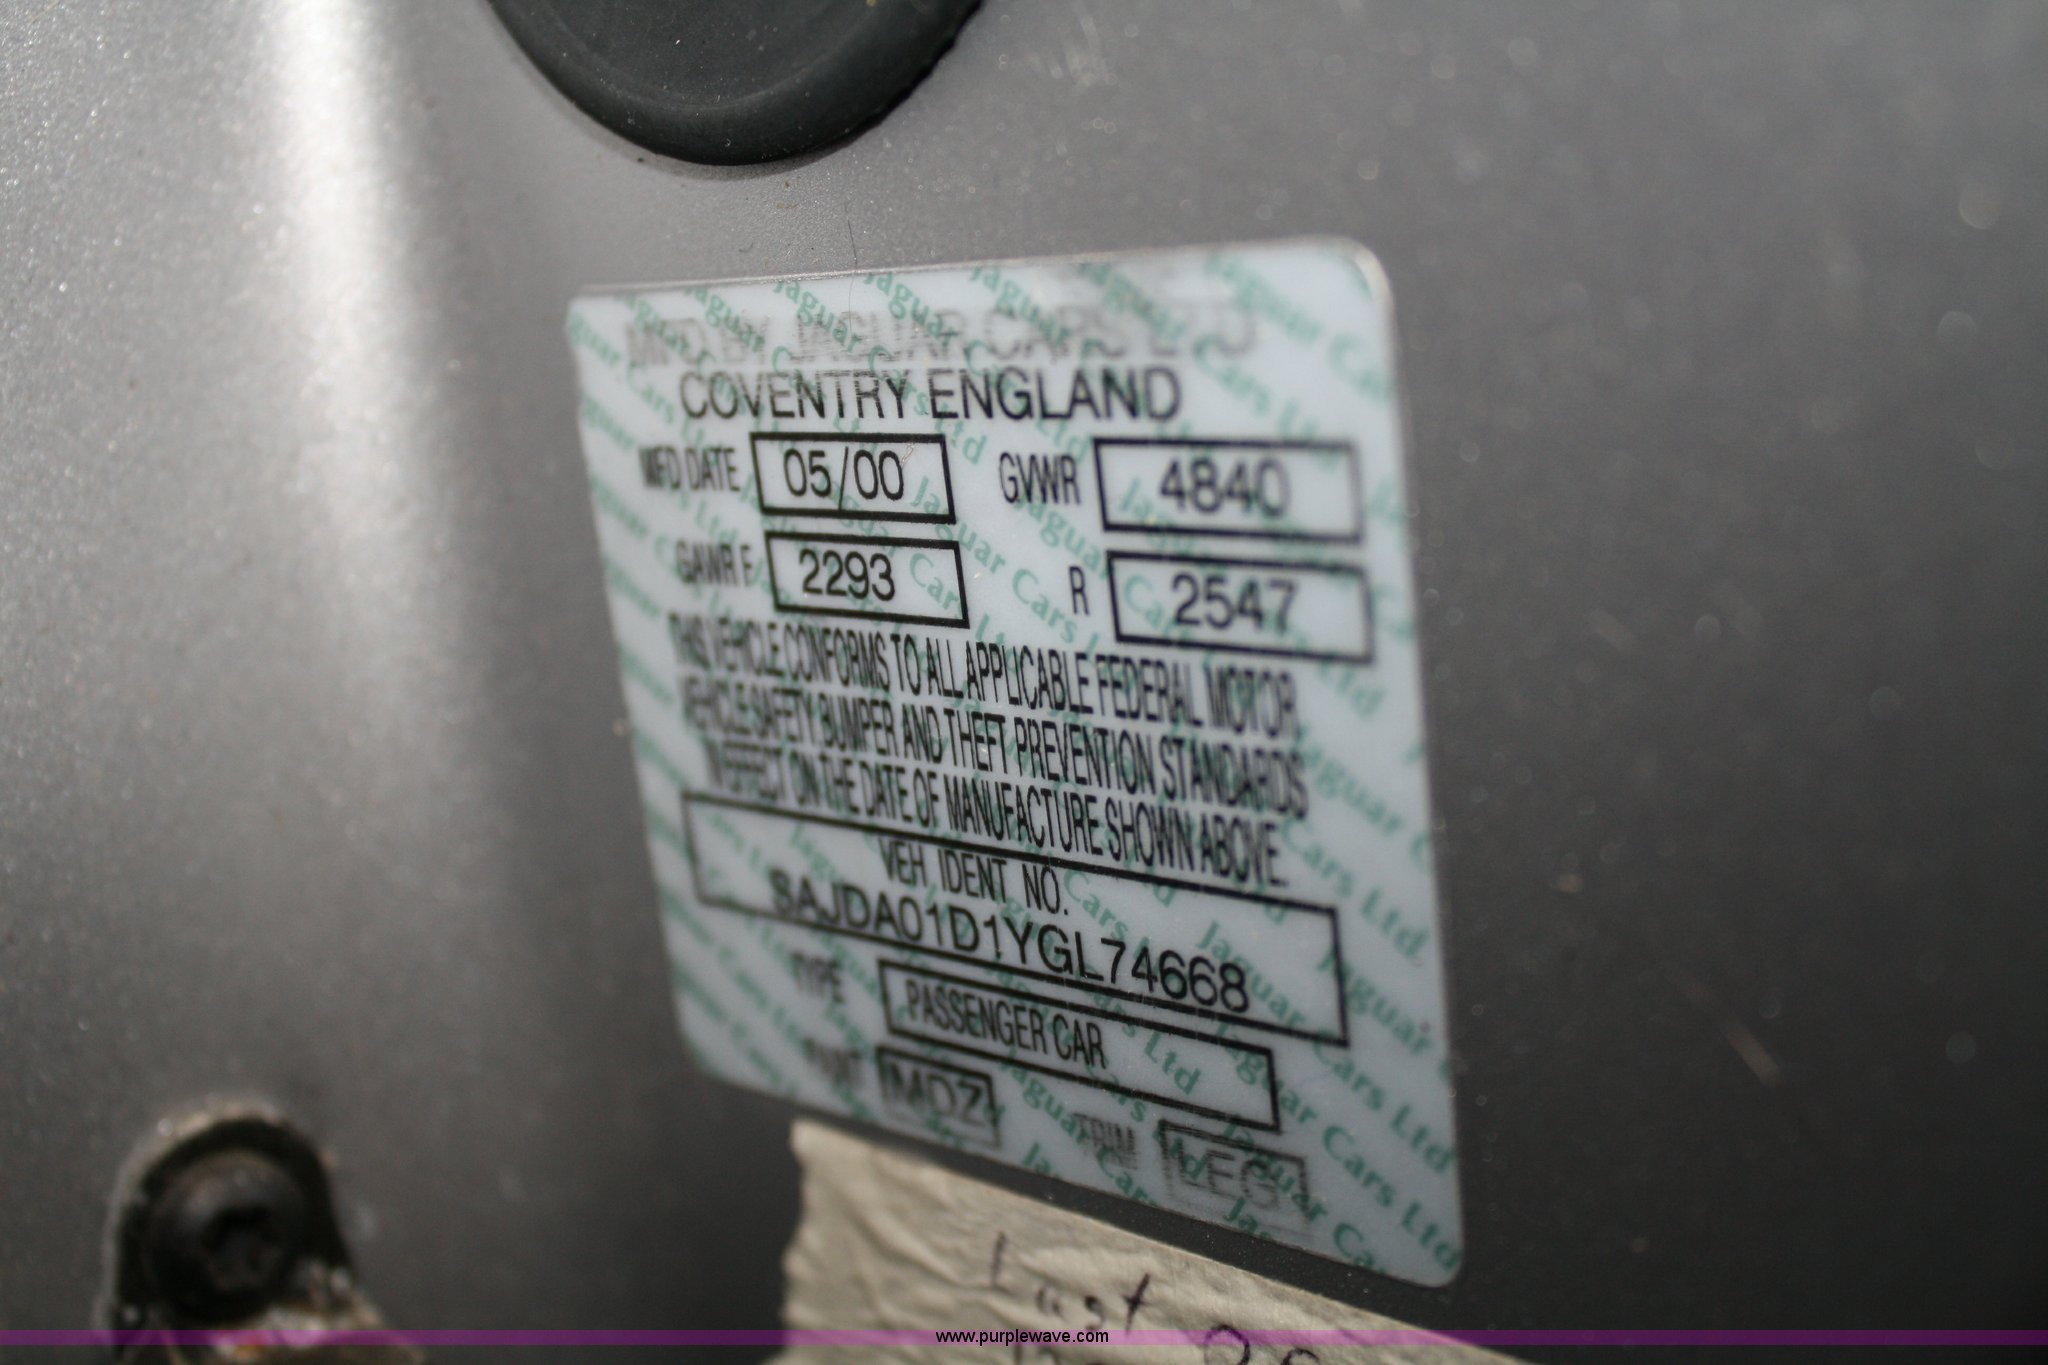 MFD BY JAGUAR CARS LTD
COVENTRY ENGLAND
MFD DATE 05/00 GVWR 4840
GAWR F 2293 R 2547
THIS VEHICLE CONFORMS TO ALL APPLICABLE FEDERAL MOTOR
VEHICLE SAFETY, BUMPER AND THEFT PREVENTION STANDARDS
IN EFFECT ON THE DATE OF MANUFACTURE SHOWN ABOVE.
VEH IDENT NO.
SAJDA01D1YGL74668
TYPE PASSENGER CAR
PAINT MDZ TRIM LEG
Last
www.purplewave.com